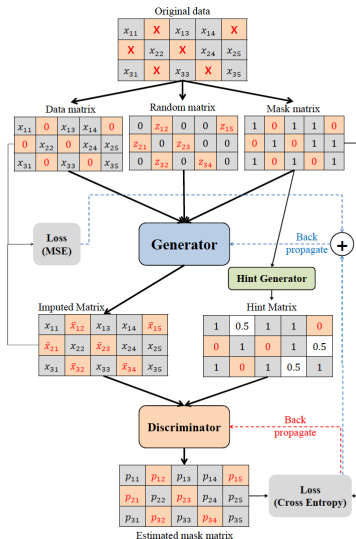 Original data
x11 X x13 x14 X
X x22 X x24 x25
x31 X x33 X x35
Data matrix Random matrix Mask matrix
x11 0 x13 x14 0
0 x22 0 x24 x25
x31 0 x33 0 x35
0 z12 0 0 z15
z21 0 z23 0 0
0 z32 0 z34 0
1 0 1 1 0
0 1 0 1 1
1 0 1 0 1
Loss
(MSE)
Generator
Back
propagate
+
Hint Generator
Imputed Matrix Hint Matrix
x11 x̄12 x13 x14 x̄15
x̄21 x22 x̄23 x24 x25
x31 x̄32 x33 x̄34 x35
1 0.5 1 1 0
0 1 0 1 0.5
1 0 1 0.5 1
Discriminator
Back
propagate
p11 p12 p13 p14 p15
p21 p22 p23 p24 p25
p31 p32 p33 p34 p35
Loss
(Cross Entropy)
Estimated mask matrix